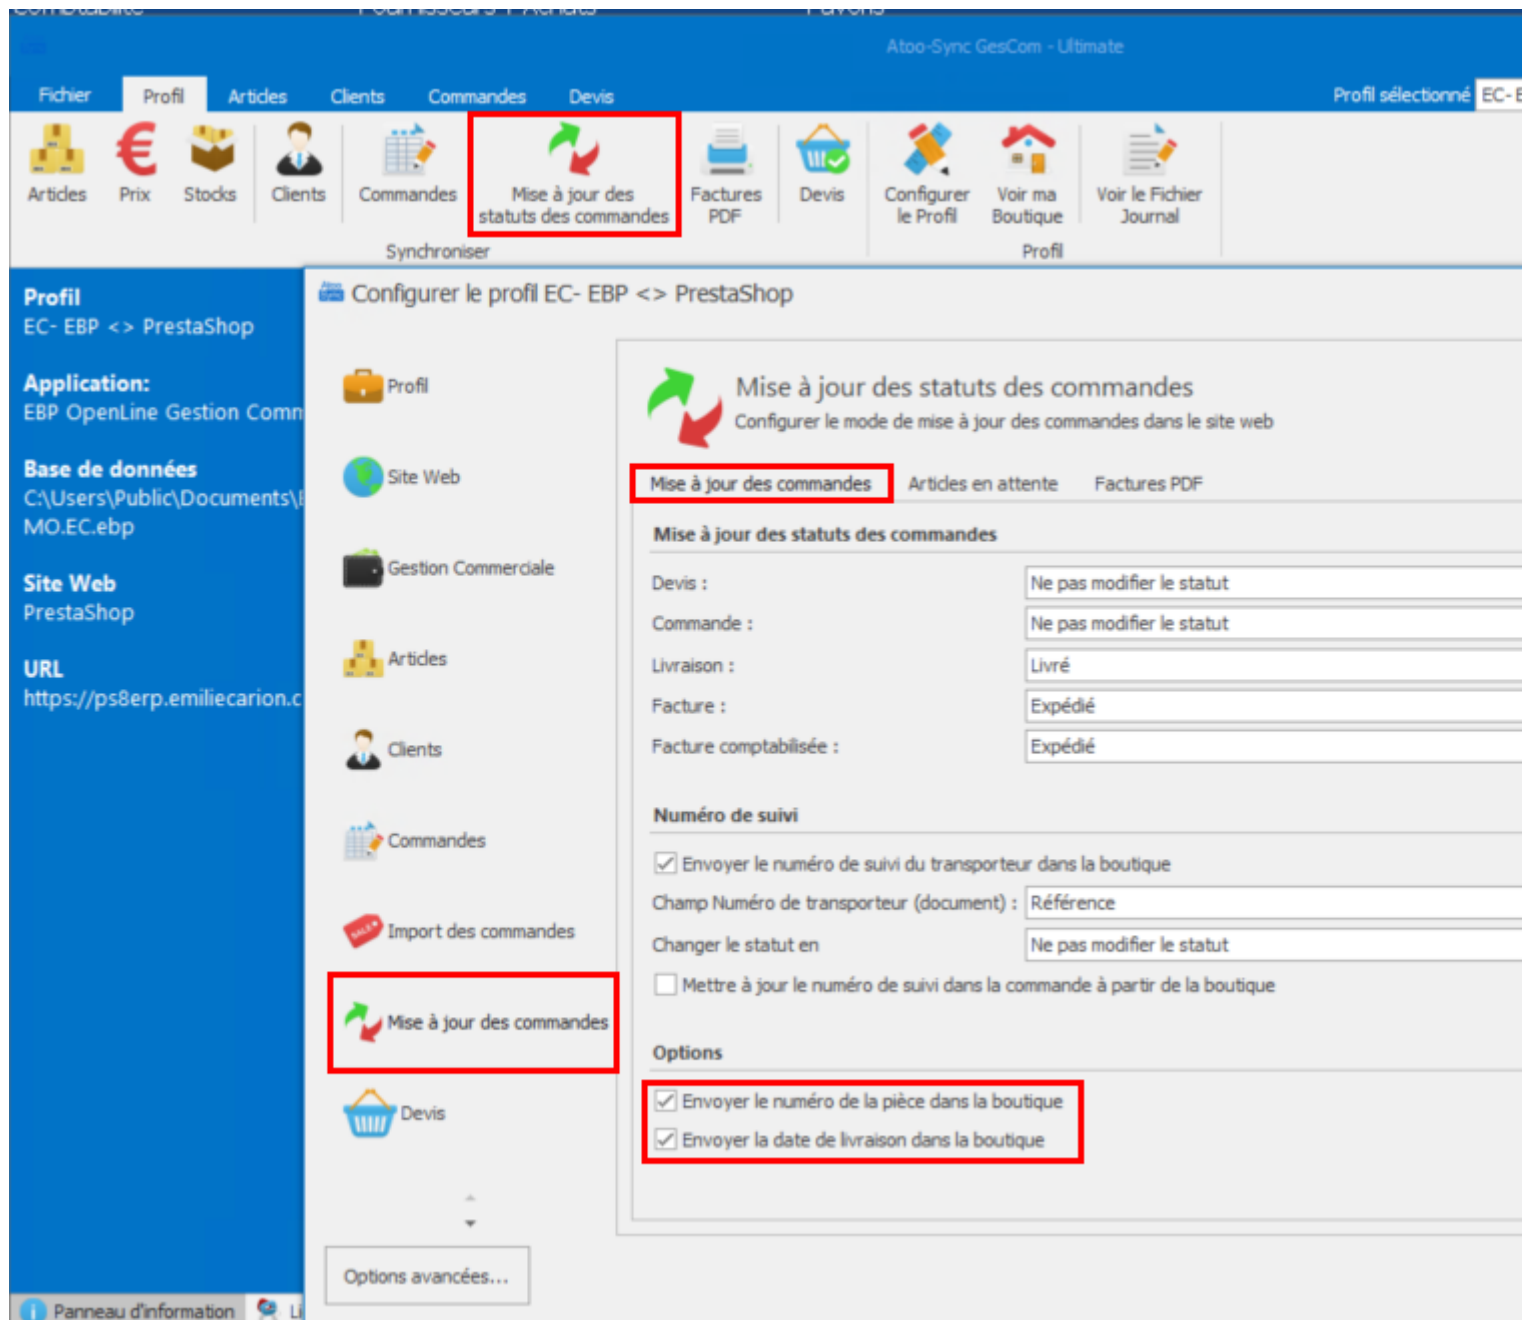 Atoo-Sync GesCom - Ultimate
Fichier Profil Articles Clients Commandes Devis Profil sélectionné EC- E
Articles Prix Stocks Clients Commandes Mise à jour des statuts des commandes Factures PDF Devis Configurer le Profil Voir ma Boutique Voir le Fichier Journal
Synchroniser Profil
Profil
EC- EBP <> PrestaShop
Application:
EBP OpenLine Gestion Comm
Base de données
C:\Users\Public\Documents\E
MO.EC.ebp
Site Web
PrestaShop
URL
https://ps8erp.emiliecarion.c
Configurer le profil EC- EBP <> PrestaShop
Profil
Site Web
Gestion Commerciale
Articles
Clients
Commandes
Import des commandes
Mise à jour des commandes
Devis
Options avancées...
Mise à jour des statuts des commandes
Configurer le mode de mise à jour des commandes dans le site web
Mise à jour des commandes Articles en attente Factures PDF
Mise à jour des statuts des commandes
Devis : Ne pas modifier le statut
Commande : Ne pas modifier le statut
Livraison : Livré
Facture : Expédié
Facture comptabilisée : Expédié
Numéro de suivi
Envoyer le numéro de suivi du transporteur dans la boutique
Champ Numéro de transporteur (document) : Référence
Changer le statut en Ne pas modifier le statut
Mettre à jour le numéro de suivi dans la commande à partir de la boutique
Options
Envoyer le numéro de la pièce dans la boutique
Envoyer la date de livraison dans la boutique
Panneau d'information Li